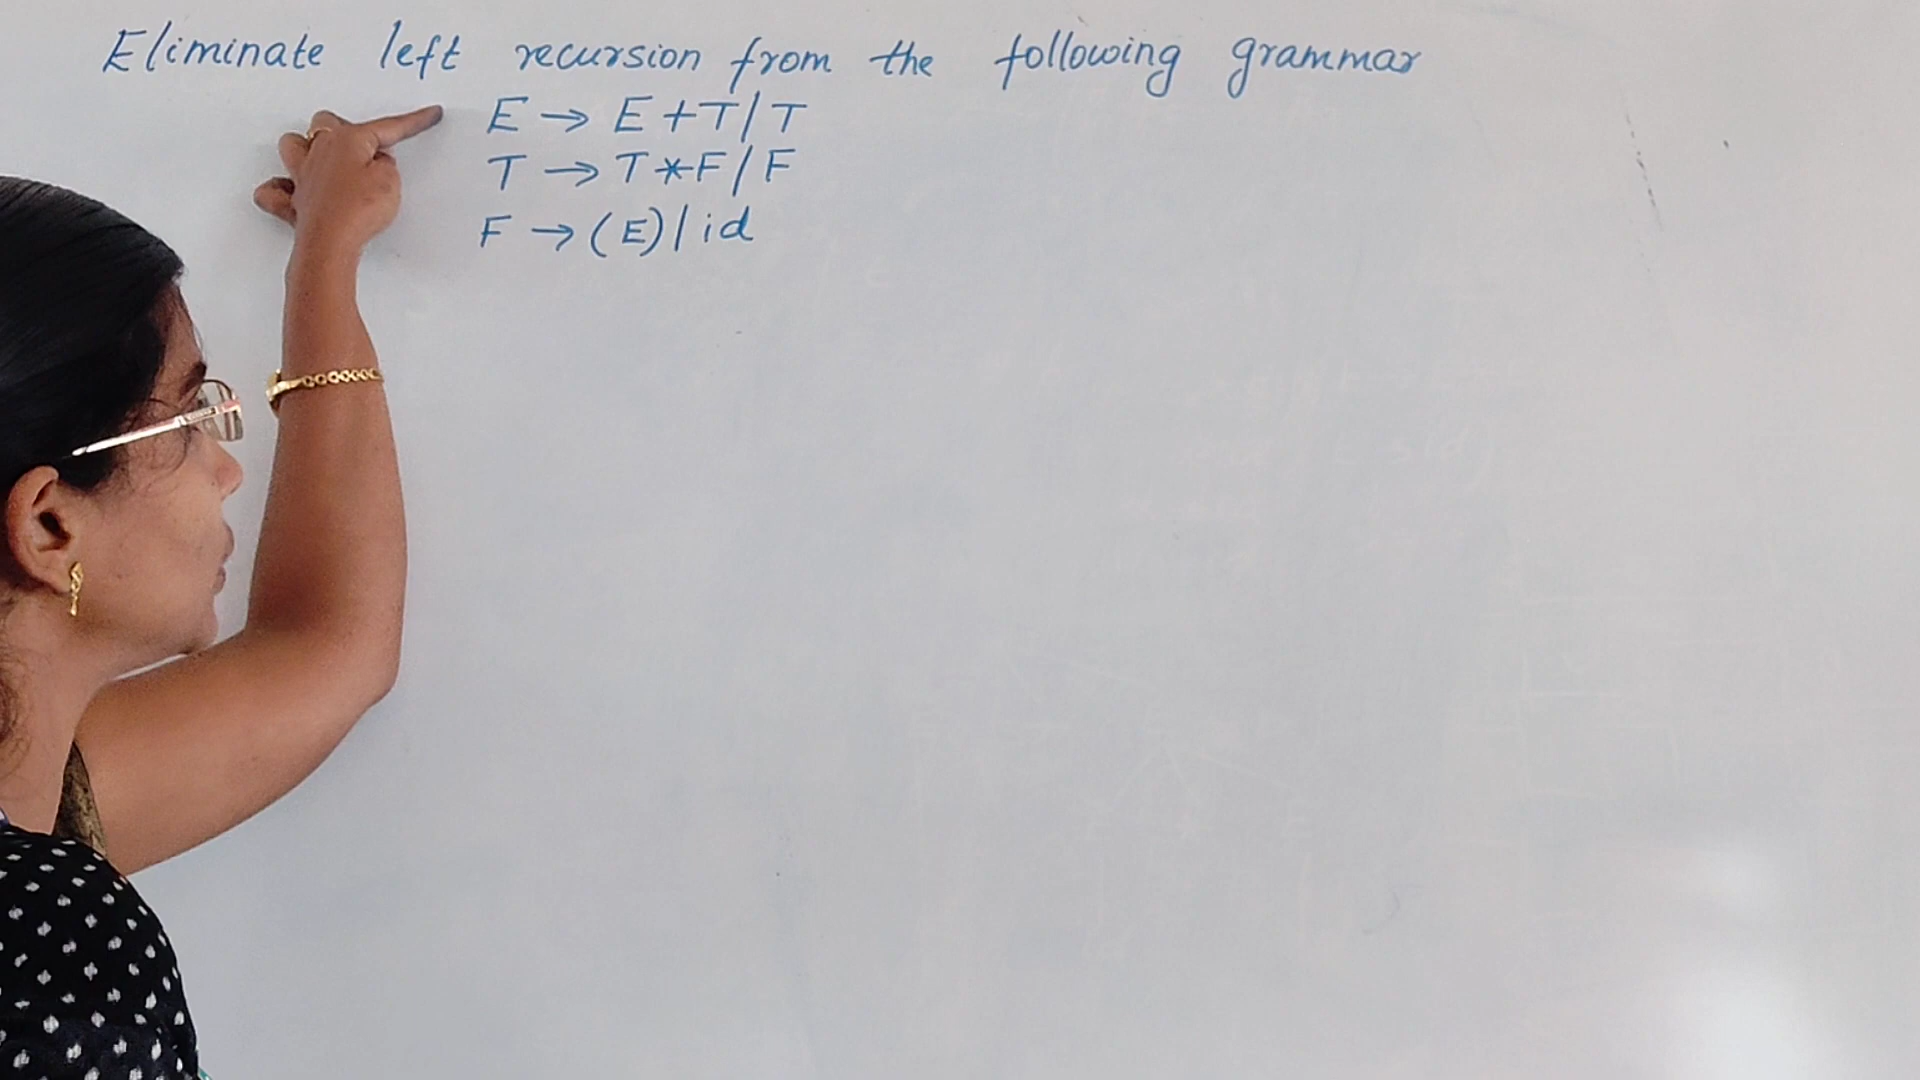 Eliminate left recursion from the following grammar
E → E+T/T
T → T*F/F
F → (E)|id